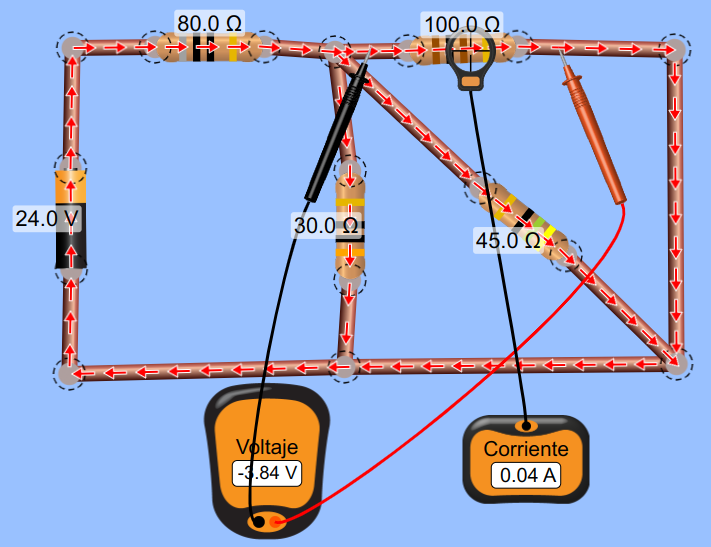 80.0 Ω
100.0 Ω
24.0 V
30.0 Ω
45.0 Ω
Voltaje
-3.84 V
Corriente
0.04 A